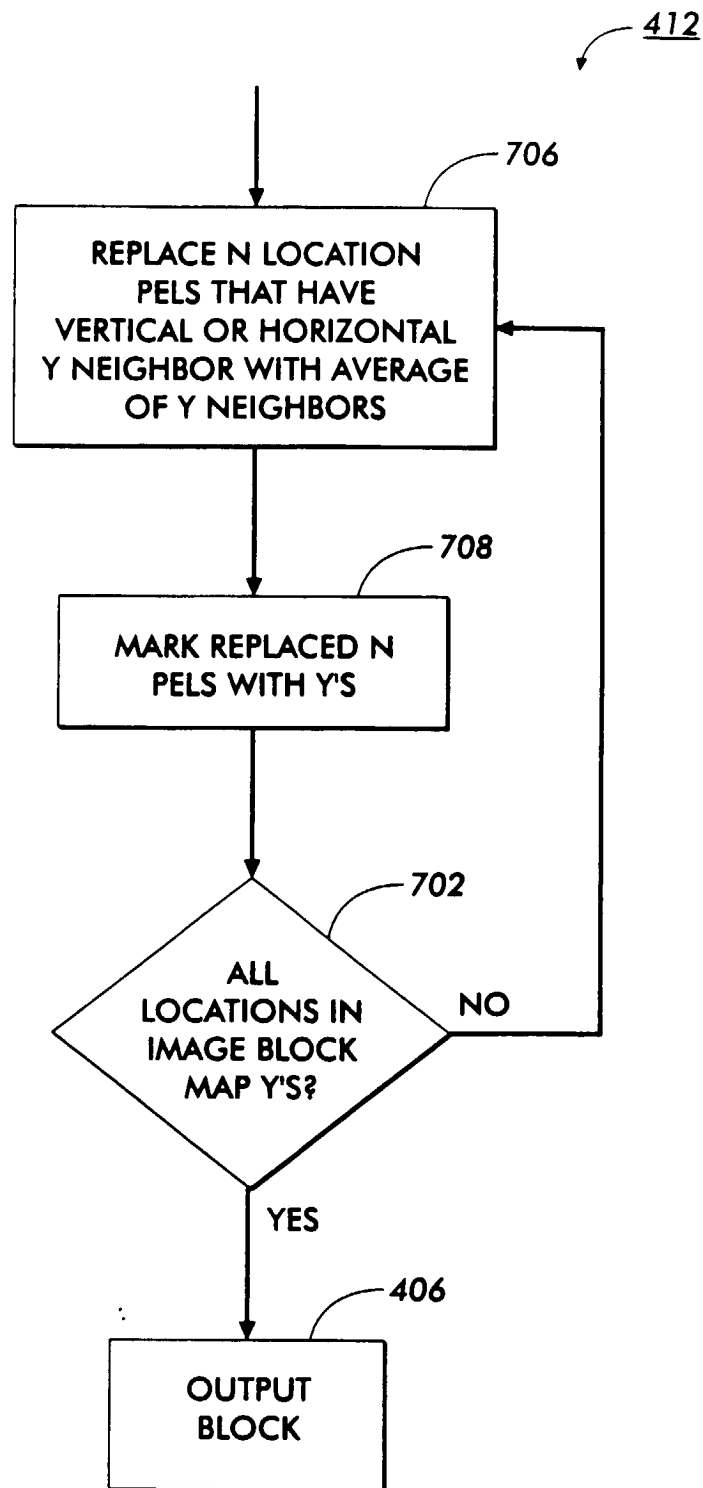 412
706
REPLACE N LOCATION
PELS THAT HAVE
VERTICAL OR HORIZONTAL
Y NEIGHBOR WITH AVERAGE
OF Y NEIGHBORS
708
MARK REPLACED N
PELS WITH Y'S
702
ALL
LOCATIONS IN
IMAGE BLOCK
MAP Y'S?
NO
YES
406
OUTPUT
BLOCK